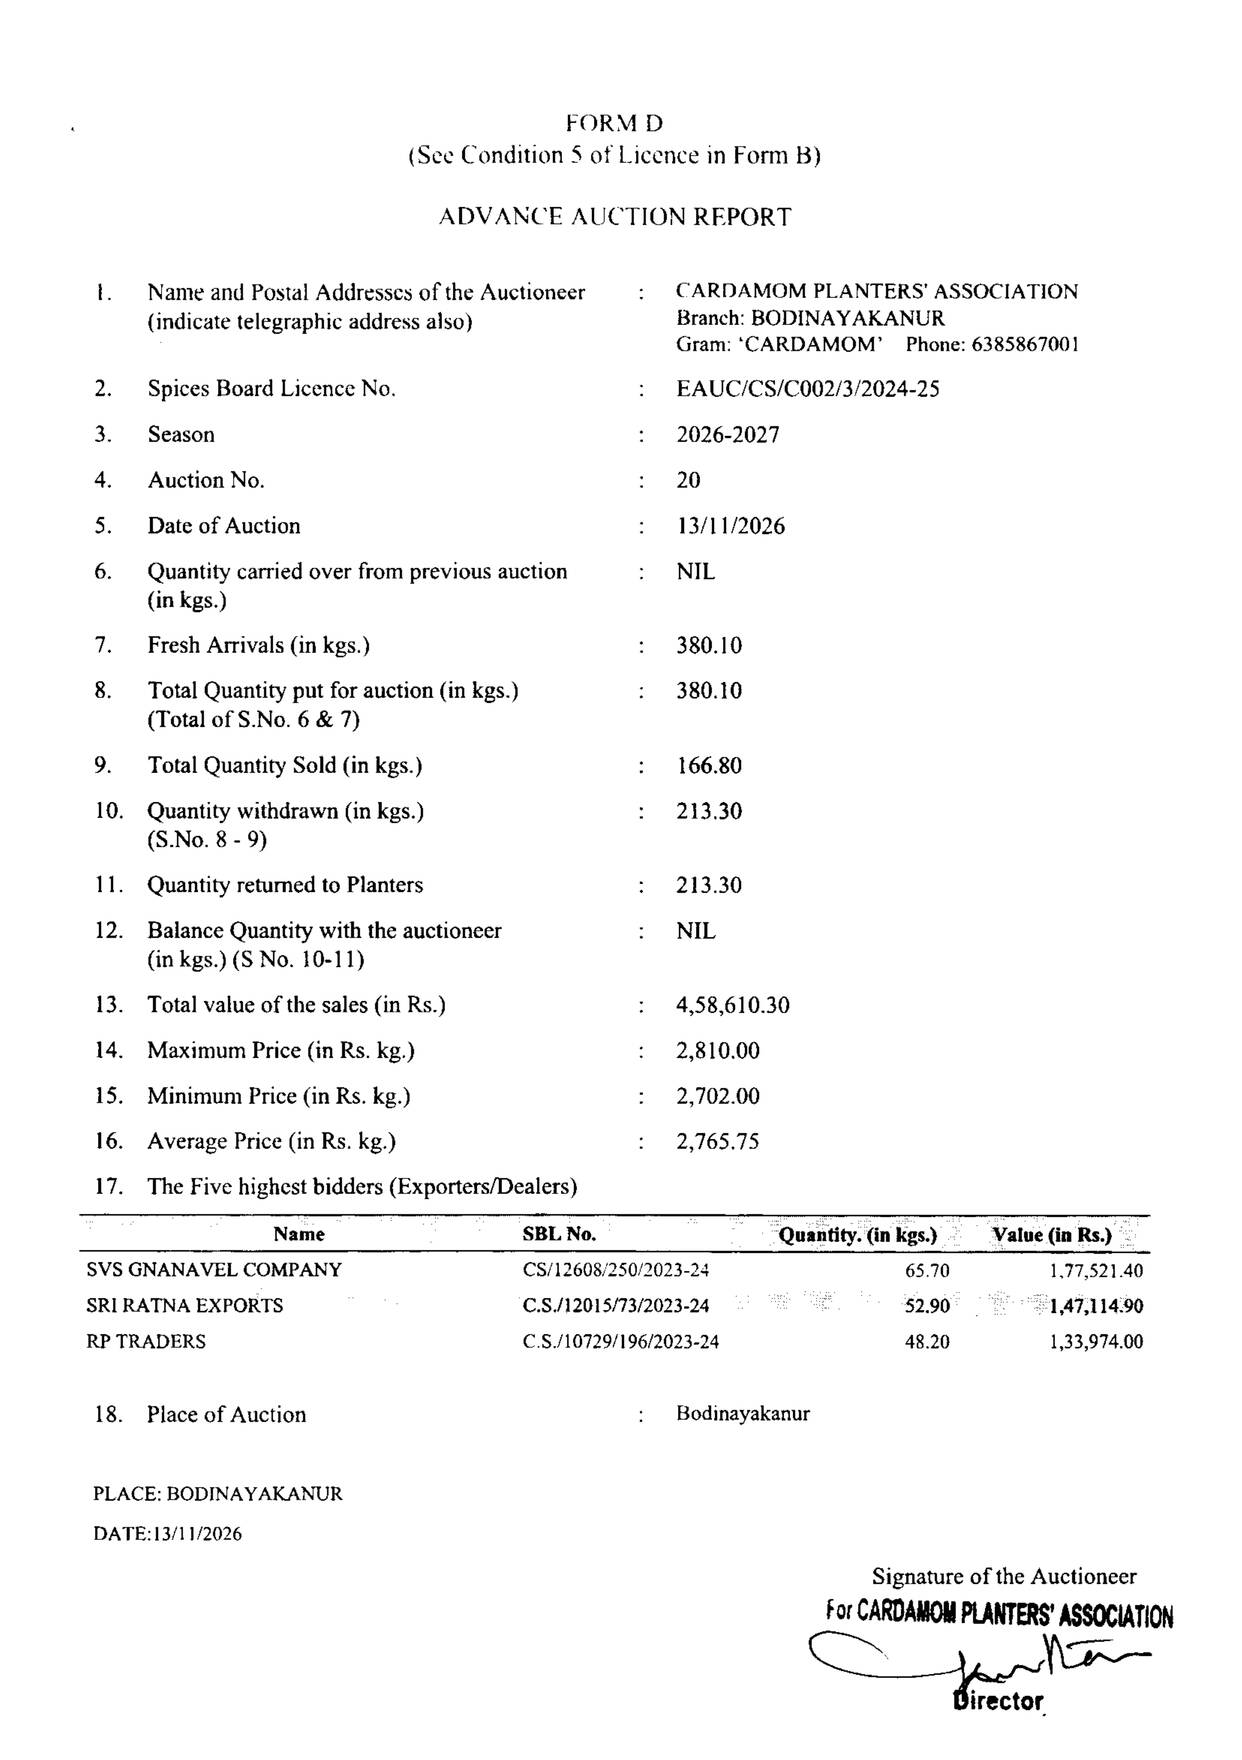 FORM D
(See Condition 5 of Licence in Form B)
ADVANCE AUCTION REPORT
1. Name and Postal Addresses of the Auctioneer : CARDAMOM PLANTERS' ASSOCIATION
(indicate telegraphic address also) Branch: BODINAYAKANUR
Gram: 'CARDAMOM' Phone: 6385867001
2. Spices Board Licence No. : EAUC/CS/C002/3/2024-25
3. Season : 2026-2027
4. Auction No. : 20
5. Date of Auction : 13/11/2026
6. Quantity carried over from previous auction : NIL
(in kgs.)
7. Fresh Arrivals (in kgs.) : 380.10
8. Total Quantity put for auction (in kgs.) : 380.10
(Total of S.No. 6 & 7)
9. Total Quantity Sold (in kgs.) : 166.80
10. Quantity withdrawn (in kgs.) : 213.30
(S.No. 8 - 9)
11. Quantity returned to Planters : 213.30
12. Balance Quantity with the auctioneer : NIL
(in kgs.) (S No. 10-11)
13. Total value of the sales (in Rs.) : 4,58,610.30
14. Maximum Price (in Rs. kg.) : 2,810.00
15. Minimum Price (in Rs. kg.) : 2,702.00
16. Average Price (in Rs. kg.) : 2,765.75
17. The Five highest bidders (Exporters/Dealers)
Name SBL No. Quantity. (in kgs.) Value (in Rs.)
SVS GNANAVEL COMPANY CS/12608/250/2023-24 65.70 1,77,521.40
SRI RATNA EXPORTS C.S./12015/73/2023-24 52.90 1,47,114.90
RP TRADERS C.S./10729/196/2023-24 48.20 1,33,974.00
18. Place of Auction : Bodinayakanur
PLACE: BODINAYAKANUR
DATE:13/11/2026
Signature of the Auctioneer
For CARDAMOM PLANTERS' ASSOCIATION
Director